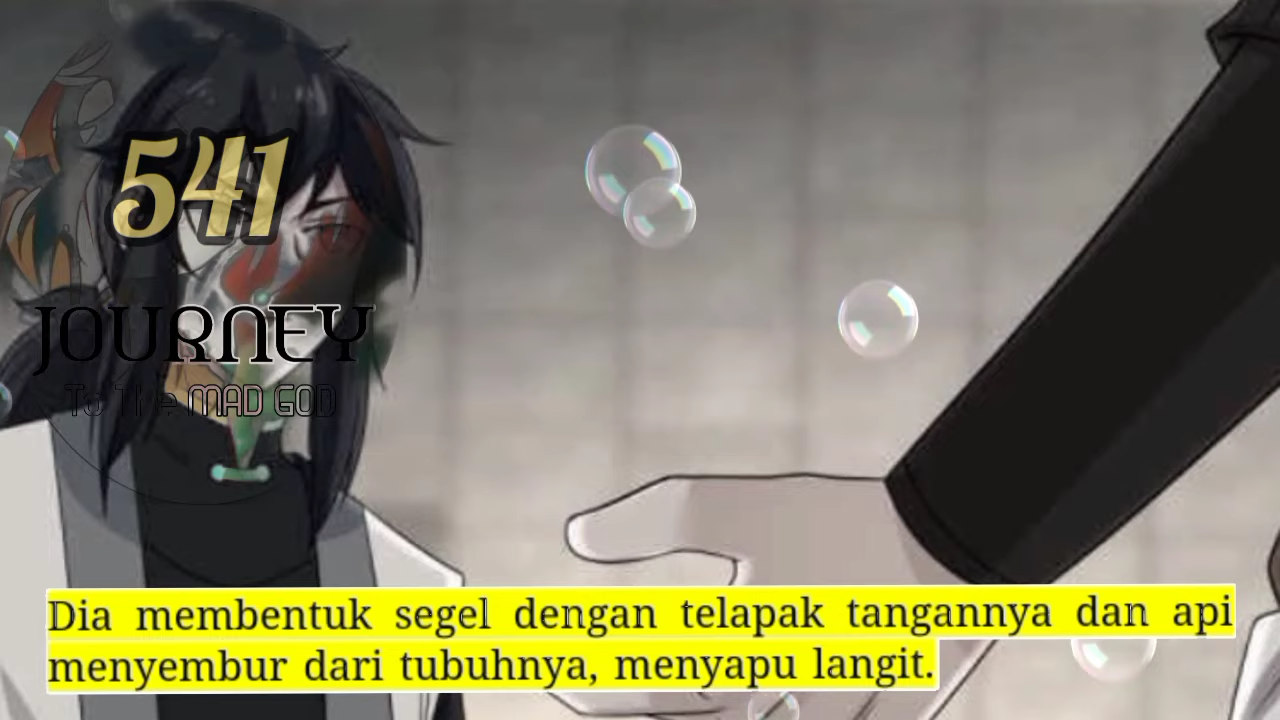 541
JOURNEY
To The MAD GOD
Dia membentuk segel dengan telapak tangannya dan api
menyembur dari tubuhnya, menyapu langit.